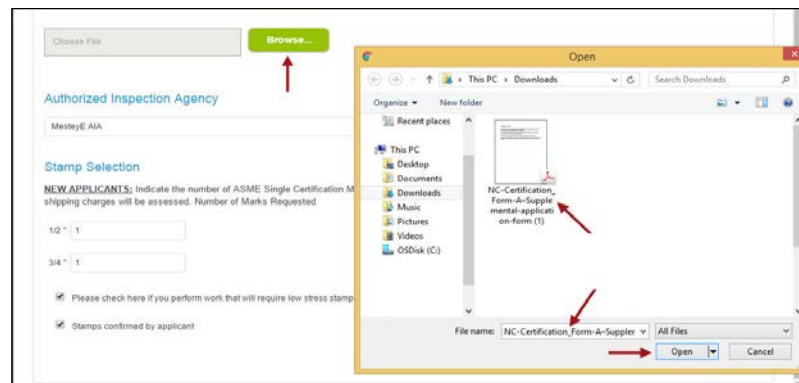 Choose File
Browse...
Authorized Inspection Agency
MesteyE AIA
Stamp Selection
NEW APPLICANTS: Indicate the number of ASME Single Certification M
shipping charges will be assessed. Number of Marks Requested
1/2 " 1
3/4 " 1
Please check here if you perform work that will require low stress stamp
Stamps confirmed by applicant
Open
This PC
Downloads
Search Downloads
Organize
New folder
Recent places
This PC
Desktop
Documents
Downloads
Music
Pictures
Videos
OSDisk (C:)
NC-Certification_
Form-A-Supple
mental-applicati
on-form (1)
File name: NC-Certification_Form-A-Suppler
All Files
Open
Cancel